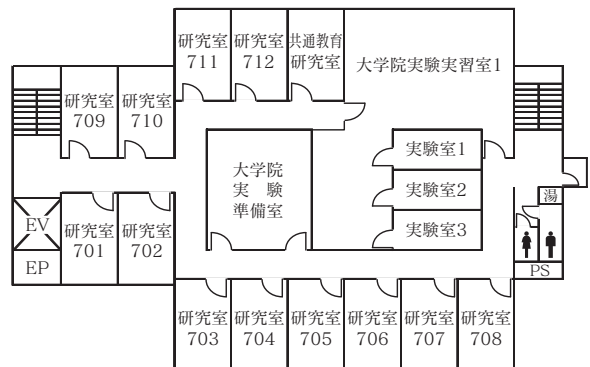 研究室
711
研究室
712
共通教育
研究室
大学院実験実習室1
研究室
709
研究室
710
大学院
実　験
準備室
実験室1
実験室2
実験室3
湯
EV
EP
研究室
701
研究室
702
PS
研究室
703
研究室
704
研究室
705
研究室
706
研究室
707
研究室
708